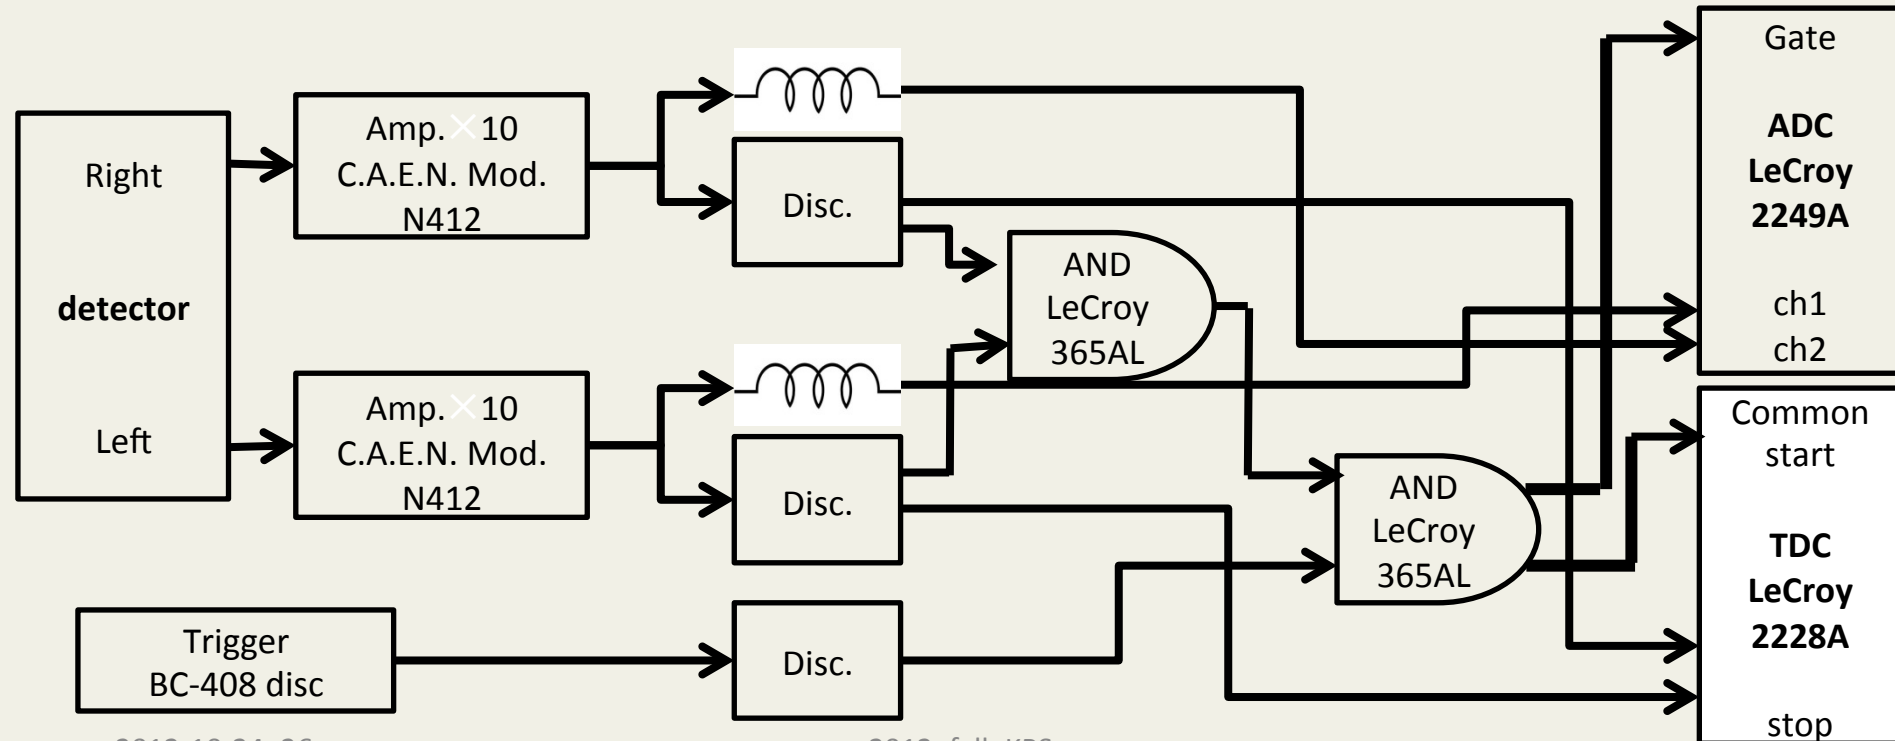 Right
detector
Left
Amp.×10
C.A.E.N. Mod.
N412
Amp.×10
C.A.E.N. Mod.
N412
Trigger
BC-408 disc
Disc.
Disc.
Disc.
AND
LeCroy
365AL
AND
LeCroy
365AL
Gate
ADC
LeCroy
2249A
ch1
ch2
Common
start
TDC
LeCroy
2228A
stop